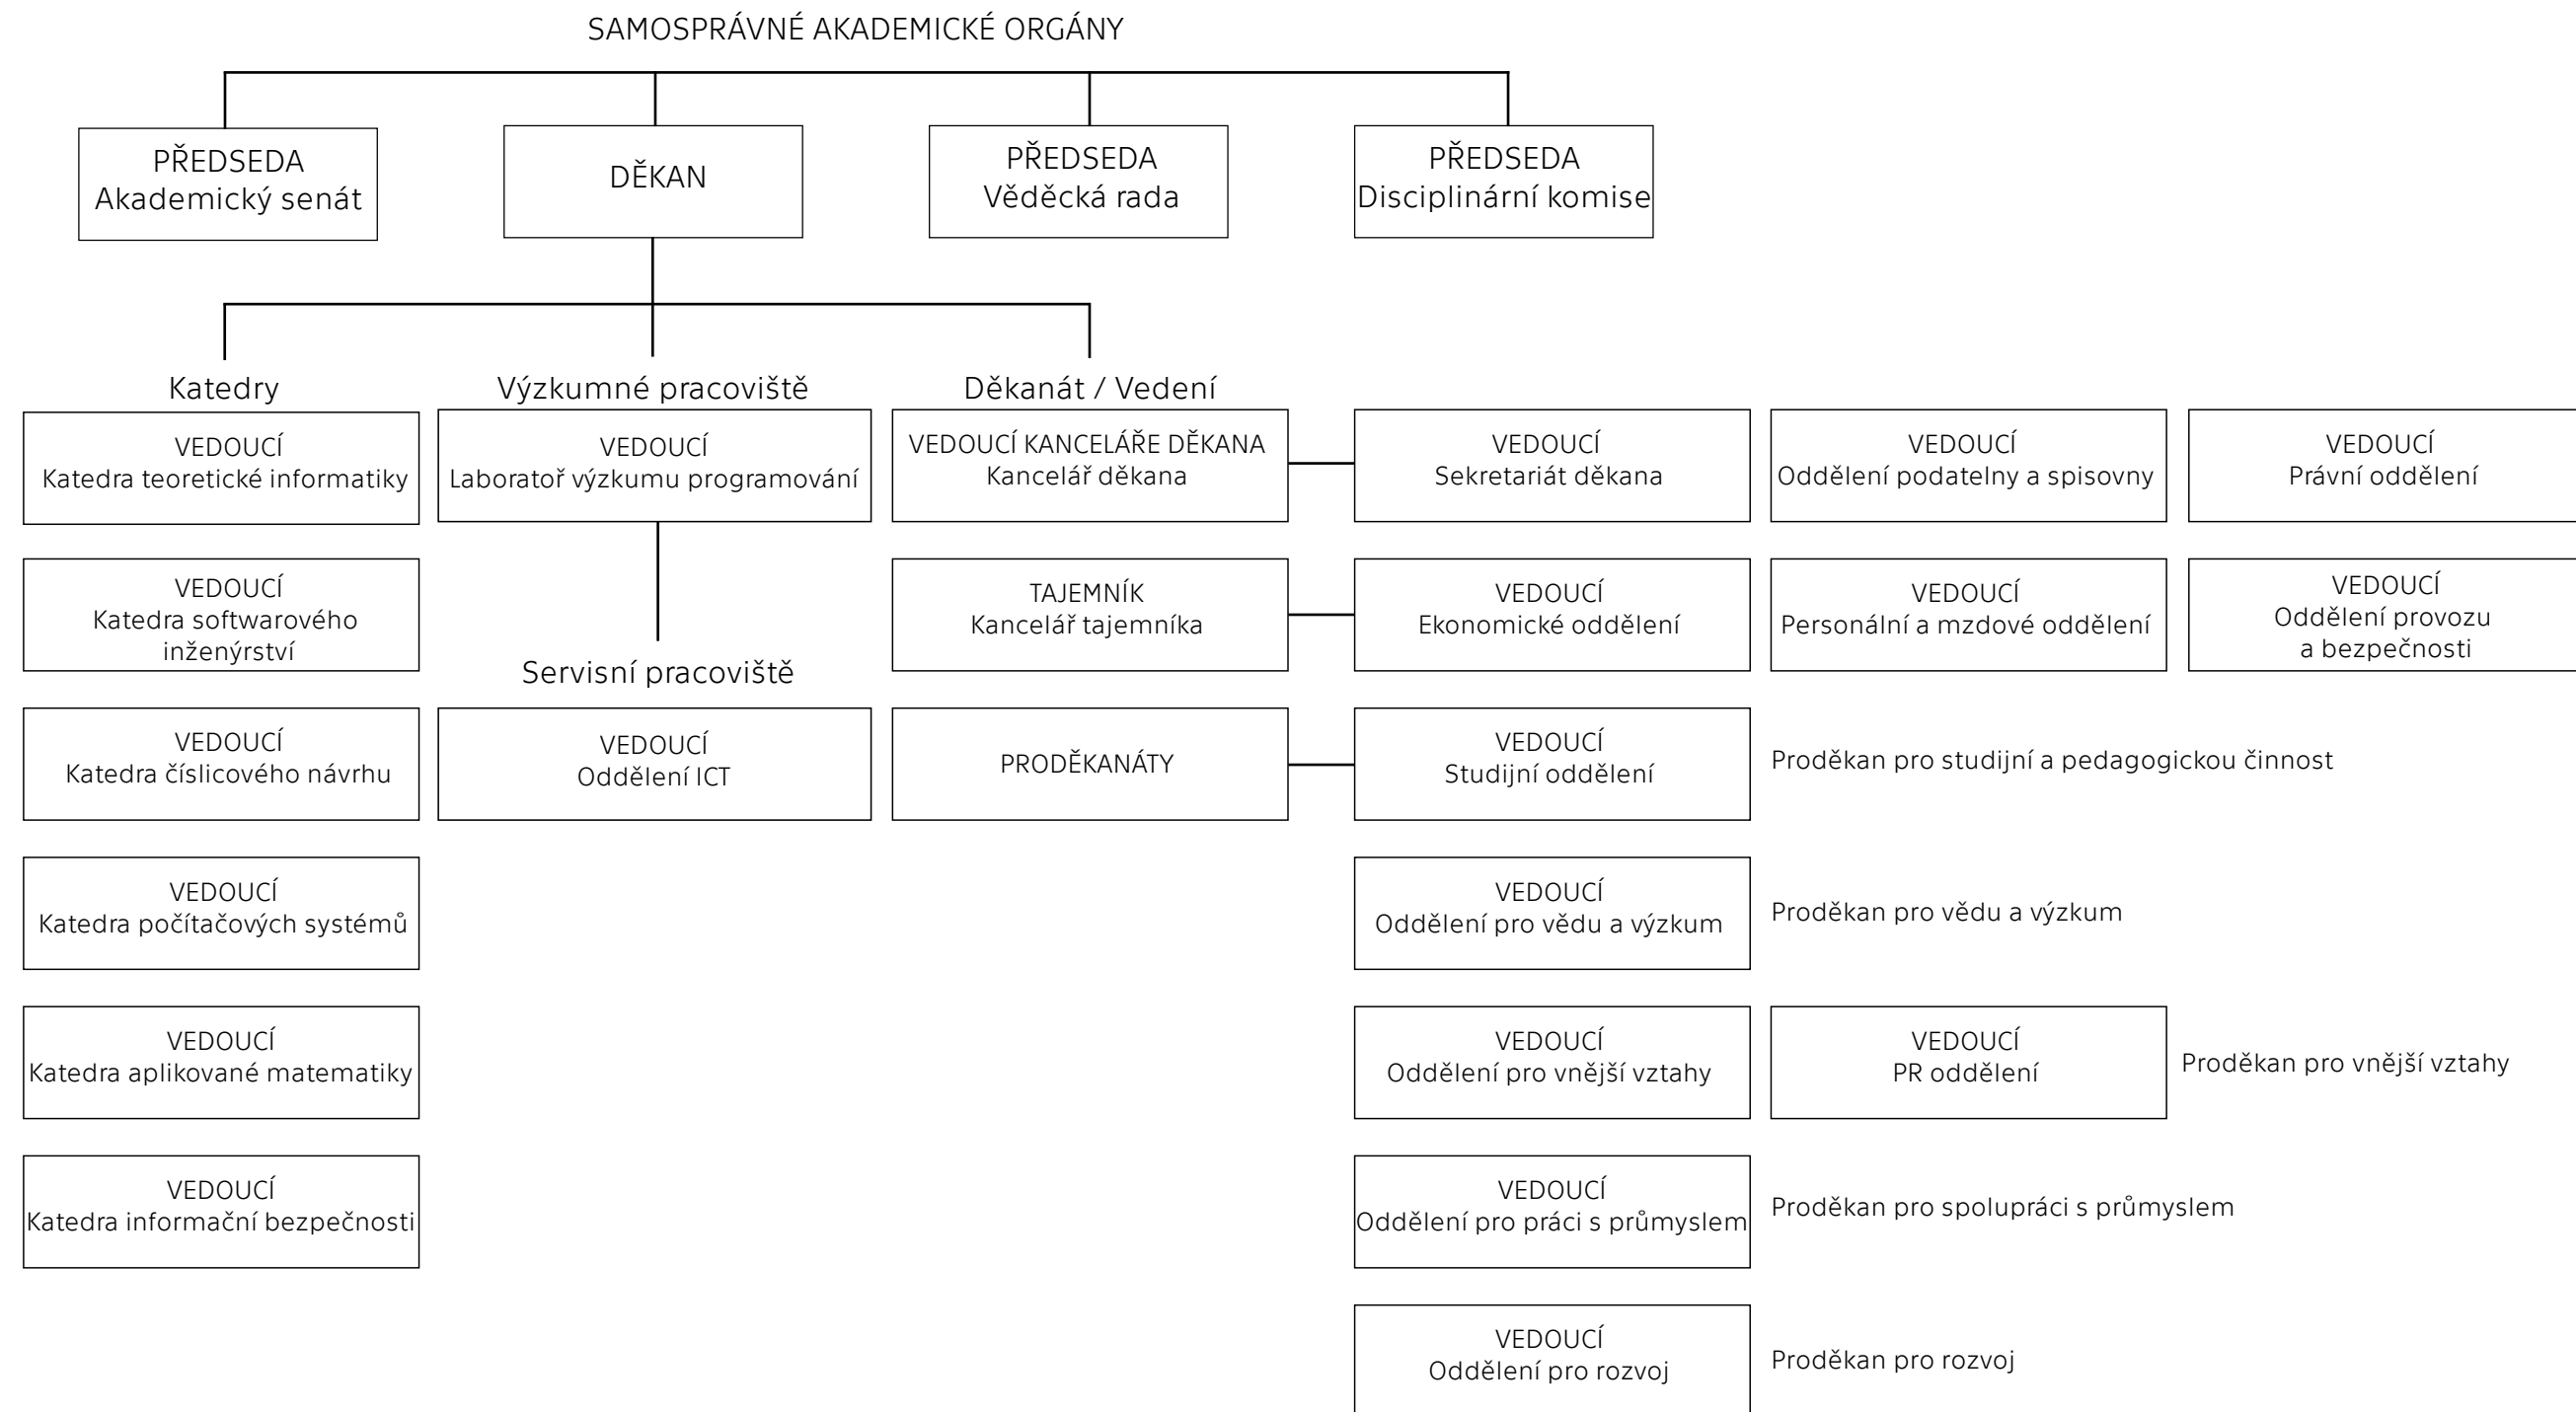 SAMOSPRÁVNÉ AKADEMICKÉ ORGÁNY
PŘEDSEDA
Akademický senát
DĚKAN
PŘEDSEDA
Věděcká rada
PŘEDSEDA
Disciplinární komise
Katedry
Výzkumné pracoviště
Děkanát / Vedení
VEDOUCÍ
Katedra teoretické informatiky
VEDOUCÍ
Laboratoř výzkumu programování
VEDOUCÍ KANCELÁŘE DĚKANA
Kancelář děkana
VEDOUCÍ
Sekretariát děkana
VEDOUCÍ
Oddělení podatelny a spisovny
VEDOUCÍ
Právní oddělení
VEDOUCÍ
Katedra softwarového
inženýrství
TAJEMNÍK
Kancelář tajemníka
VEDOUCÍ
Ekonomické oddělení
VEDOUCÍ
Personální a mzdové oddělení
VEDOUCÍ
Oddělení provozu
a bezpečnosti
Servisní pracoviště
VEDOUCÍ
Katedra číslicového návrhu
VEDOUCÍ
Oddělení ICT
PRODĚKANÁTY
VEDOUCÍ
Studijní oddělení
Proděkan pro studijní a pedagogickou činnost
VEDOUCÍ
Katedra počítačových systémů
VEDOUCÍ
Oddělení pro vědu a výzkum
Proděkan pro vědu a výzkum
VEDOUCÍ
Katedra aplikované matematiky
VEDOUCÍ
Oddělení pro vnější vztahy
VEDOUCÍ
PR oddělení
Proděkan pro vnější vztahy
VEDOUCÍ
Katedra informační bezpečnosti
VEDOUCÍ
Oddělení pro práci s průmyslem
Proděkan pro spolupráci s průmyslem
VEDOUCÍ
Oddělení pro rozvoj
Proděkan pro rozvoj